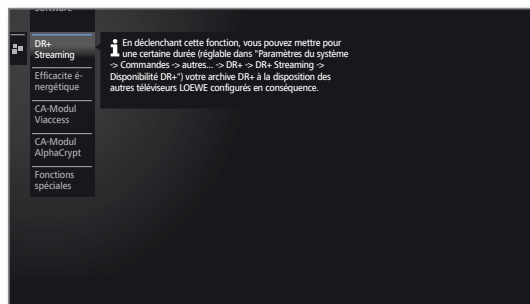 software
DR+
Streaming
Efficacite é-
nergétique
CA-Modul
Viaccess
CA-Modul
AlphaCrypt
Fonctions
spéciales
i En déclenchant cette fonction, vous pouvez mettre pour
une certaine durée (réglable dans "Paramètres du système
-> Commandes -> autres... -> DR+ -> DR+ Streaming ->
Disponibilité DR+") votre archive DR+ à la disposition des
autres téléviseurs LOEWE configurés en conséquence.